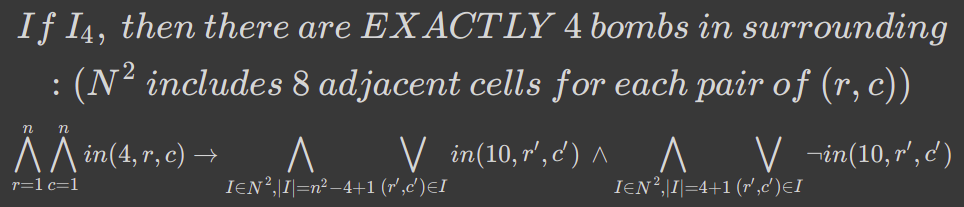 If I₄, then there are EXACTLY 4 bombs in surrounding
: (N² includes 8 adjacent cells for each pair of (r, c))
⋀_{r=1}^{n} ⋀_{c=1}^{n} in(4, r, c) → ⋀_{I∈N²,|I|=n²−4+1} ⋁_{(r′,c′)∈I} in(10, r′, c′) ∧ ⋀_{I∈N²,|I|=4+1} ⋁_{(r′,c′)∈I} ¬in(10, r′, c′)